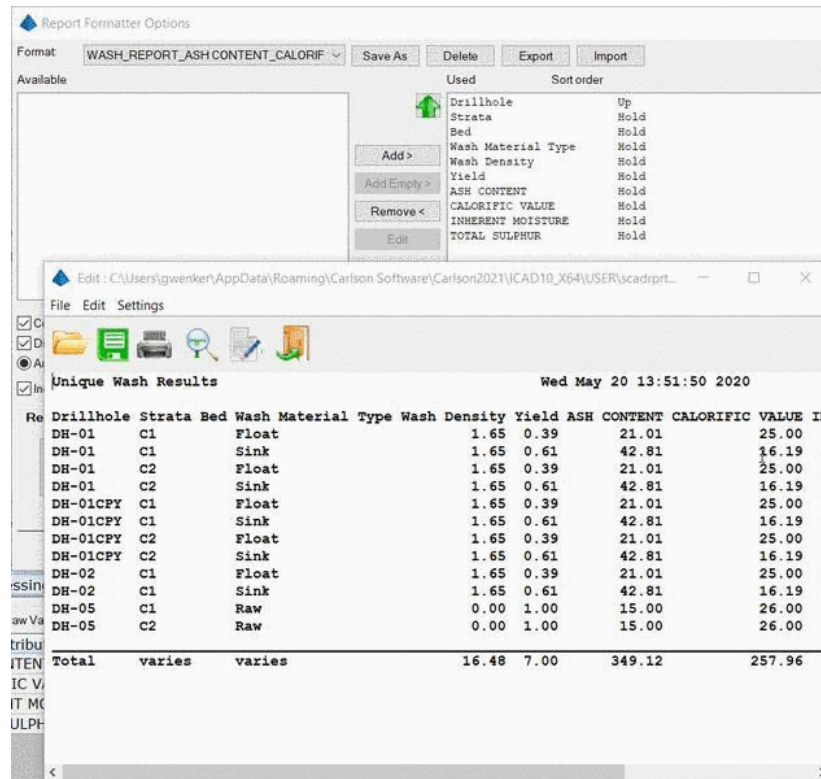 Report Formatter Options
Format WASH_REPORT_ASH CONTENT_CALORIF Save As Delete Export Import
Available Used Sort order
Drillhole Up
Strata Hold
Bed Hold
Wash Material Type Hold
Add > Wash Density Hold
Yield Hold
Add Empty > ASH CONTENT Hold
Remove < CALORIFIC VALUE Hold
INHERENT MOISTURE Hold
Edit TOTAL SULPHUR Hold
Edit : C:\Users\gwenker\AppData\Roaming\Carlson Software\Carlson2021\ICAD10_X64\USER\scadrprt...
File Edit Settings
Unique Wash Results Wed May 20 13:51:50 2020
Drillhole Strata Bed Wash Material Type Wash Density Yield ASH CONTENT CALORIFIC VALUE
DH-01 C1 Float 1.65 0.39 21.01 25.00
DH-01 C1 Sink 1.65 0.61 42.81 16.19
DH-01 C2 Float 1.65 0.39 21.01 25.00
DH-01 C2 Sink 1.65 0.61 42.81 16.19
DH-01CPY C1 Float 1.65 0.39 21.01 25.00
DH-01CPY C1 Sink 1.65 0.61 42.81 16.19
DH-01CPY C2 Float 1.65 0.39 21.01 25.00
DH-01CPY C2 Sink 1.65 0.61 42.81 16.19
DH-02 C1 Float 1.65 0.39 21.01 25.00
DH-02 C1 Sink 1.65 0.61 42.81 16.19
DH-05 C1 Raw 0.00 1.00 15.00 26.00
DH-05 C2 Raw 0.00 1.00 15.00 26.00
Total varies varies 16.48 7.00 349.12 257.96